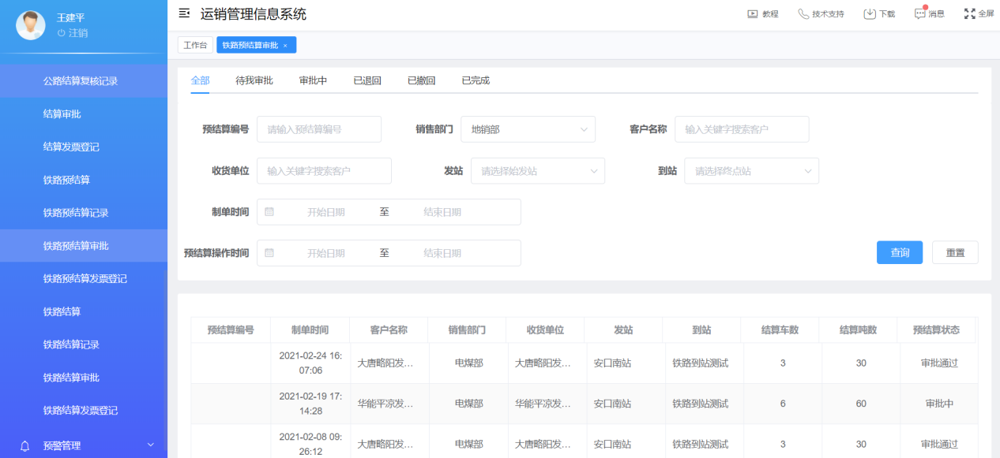 王建平
注销
公路结算复核记录
结算审批
结算发票登记
铁路预结算
铁路预结算记录
铁路预结算审批
铁路预结算发票登记
铁路结算
铁路结算记录
铁路结算审批
铁路结算发票登记
预警管理
运销管理信息系统
教程 技术支持 下载 消息 全屏
工作台 铁路预结算审批 ×
全部 待我审批 审批中 已退回 已撤回 已完成
预结算编号 请输入预结算编号 销售部门 地销部 客户名称 输入关键字搜索客户
收货单位 输入关键字搜索客户 发站 请选择始发站 到站 请选择终点站
制单时间 开始日期 至 结束日期
预结算操作时间 开始日期 至 结束日期 查询 重置
预结算编号 制单时间 客户名称 销售部门 收货单位 发站 到站 结算车数 结算吨数 预结算状态
2021-02-24 16:
07:06 大唐略阳发… 电煤部 大唐略阳发… 安口南站 铁路到站测试 3 30 审批通过
2021-02-19 17:
14:28 华能平凉发… 电煤部 华能平凉发… 安口南站 铁路到站测试 6 60 审批中
2021-02-08 09:
26:12 大唐略阳发… 电煤部 大唐略阳发… 安口南站 铁路到站测试 3 30 审批通过